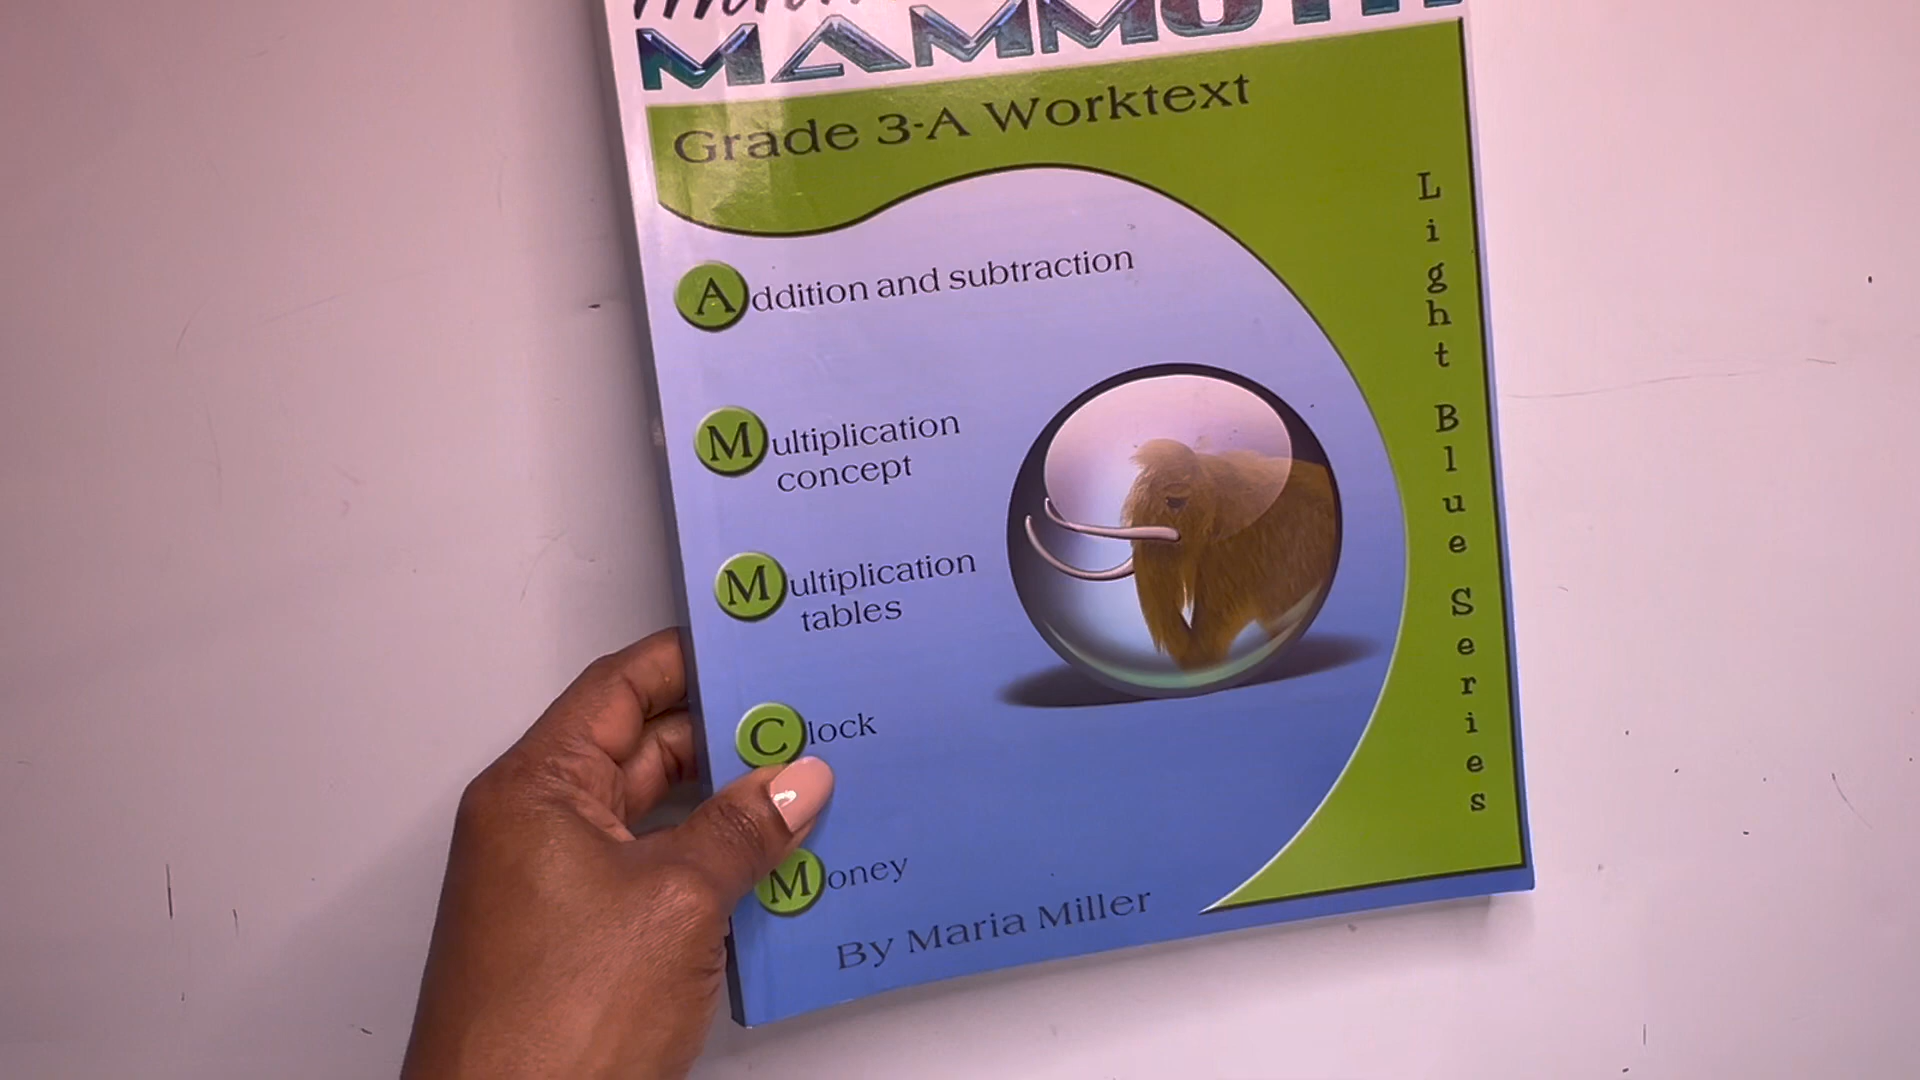 MAMMOTH
Grade 3-A Worktext
Addition and subtraction
Multiplication
concept
Multiplication
tables
Clock
Money
By Maria Miller
Light Blue Series